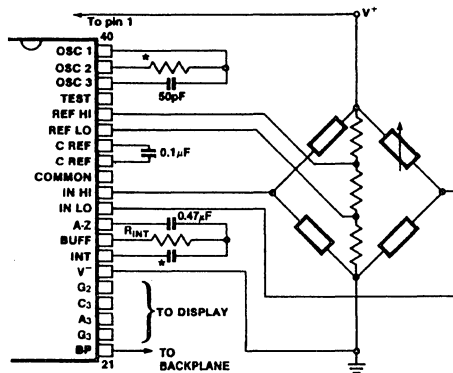 To pin 1
V+
40
OSC 1
OSC 2
*
OSC 3
50pF
TEST
REF HI
REF LO
C REF
0.1µF
C REF
COMMON
IN HI
IN LO
A-Z
0.47µF
BUFF
RINT
INT
*
V−
G2
C3
TO DISPLAY
A3
G3
BP
TO
BACKPLANE
21